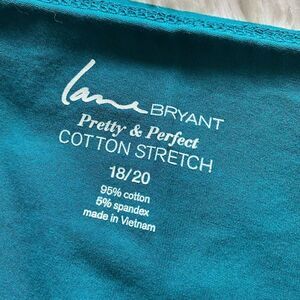 lane BRYANT
Pretty & Perfect
COTTON STRETCH
18/20
95% cotton
5% spandex
made in Vietnam